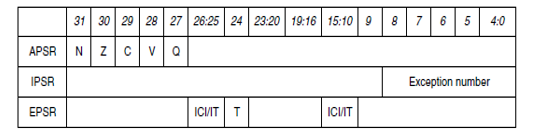 31 30 29 28 27 26:25 24 23:20 19:16 15:10 9 8 7 6 5 4:0
APSR N Z C V Q
IPSR Exception number
EPSR ICI/IT T ICI/IT